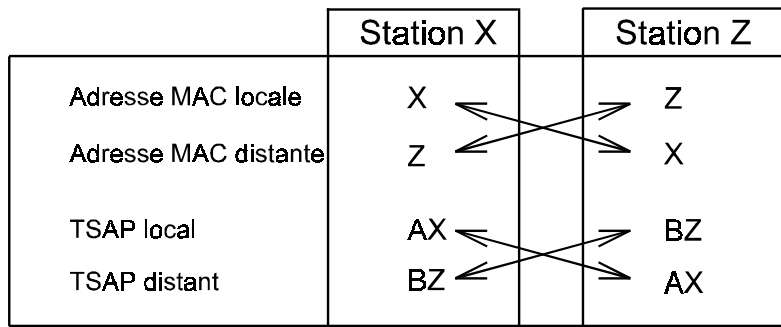 Station X Station Z
Adresse MAC locale X Z
Adresse MAC distante Z X
TSAP local AX BZ
TSAP distant BZ AX